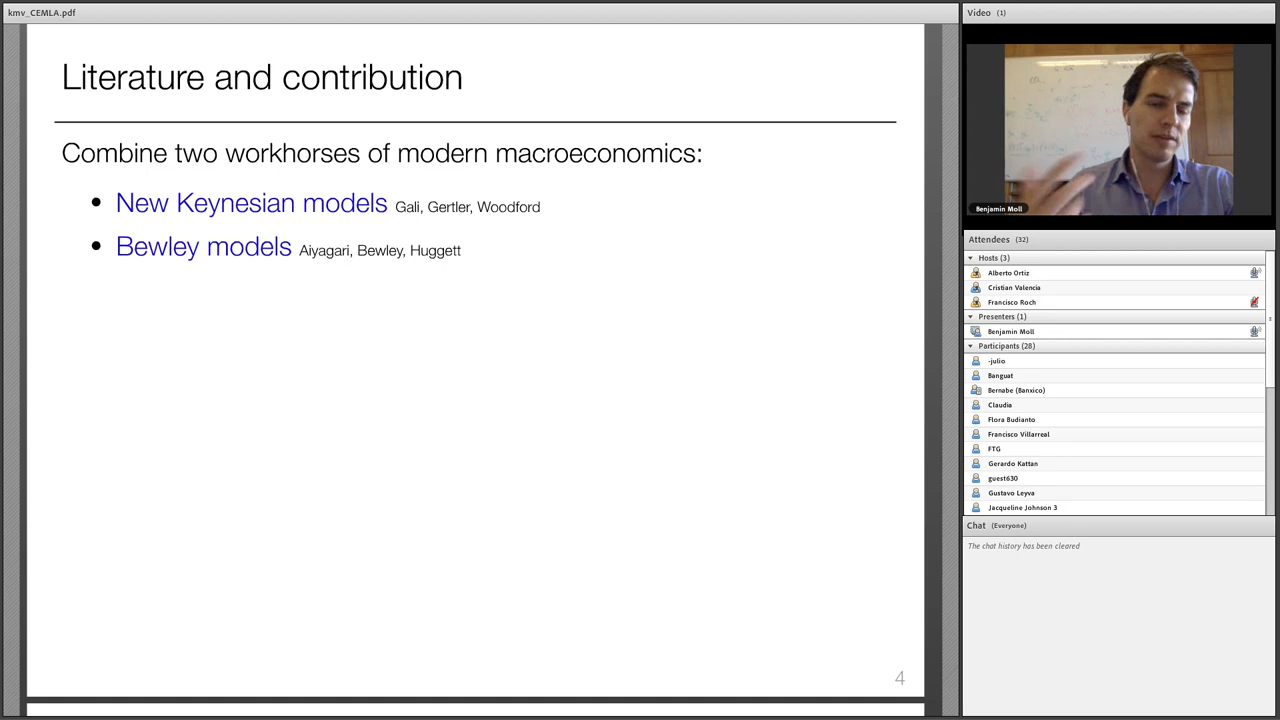 kmv_CEMLA.pdf
Literature and contribution
Combine two workhorses of modern macroeconomics:
• New Keynesian models Gali, Gertler, Woodford
• Bewley models Aiyagari, Bewley, Huggett
4
Video (1)
Benjamin Moll
Attendees (32)
Hosts (3)
Alberto Ortiz
Cristian Valencia
Francisco Roch
Presenters (1)
Benjamin Moll
Participants (28)
-julio
Banguat
Bernabe (Banxico)
Claudia
Flora Budianto
Francisco Villarreal
FTG
Gerardo Kattan
guest630
Gustavo Leyva
Jacqueline Johnson 3
Chat (Everyone)
The chat history has been cleared